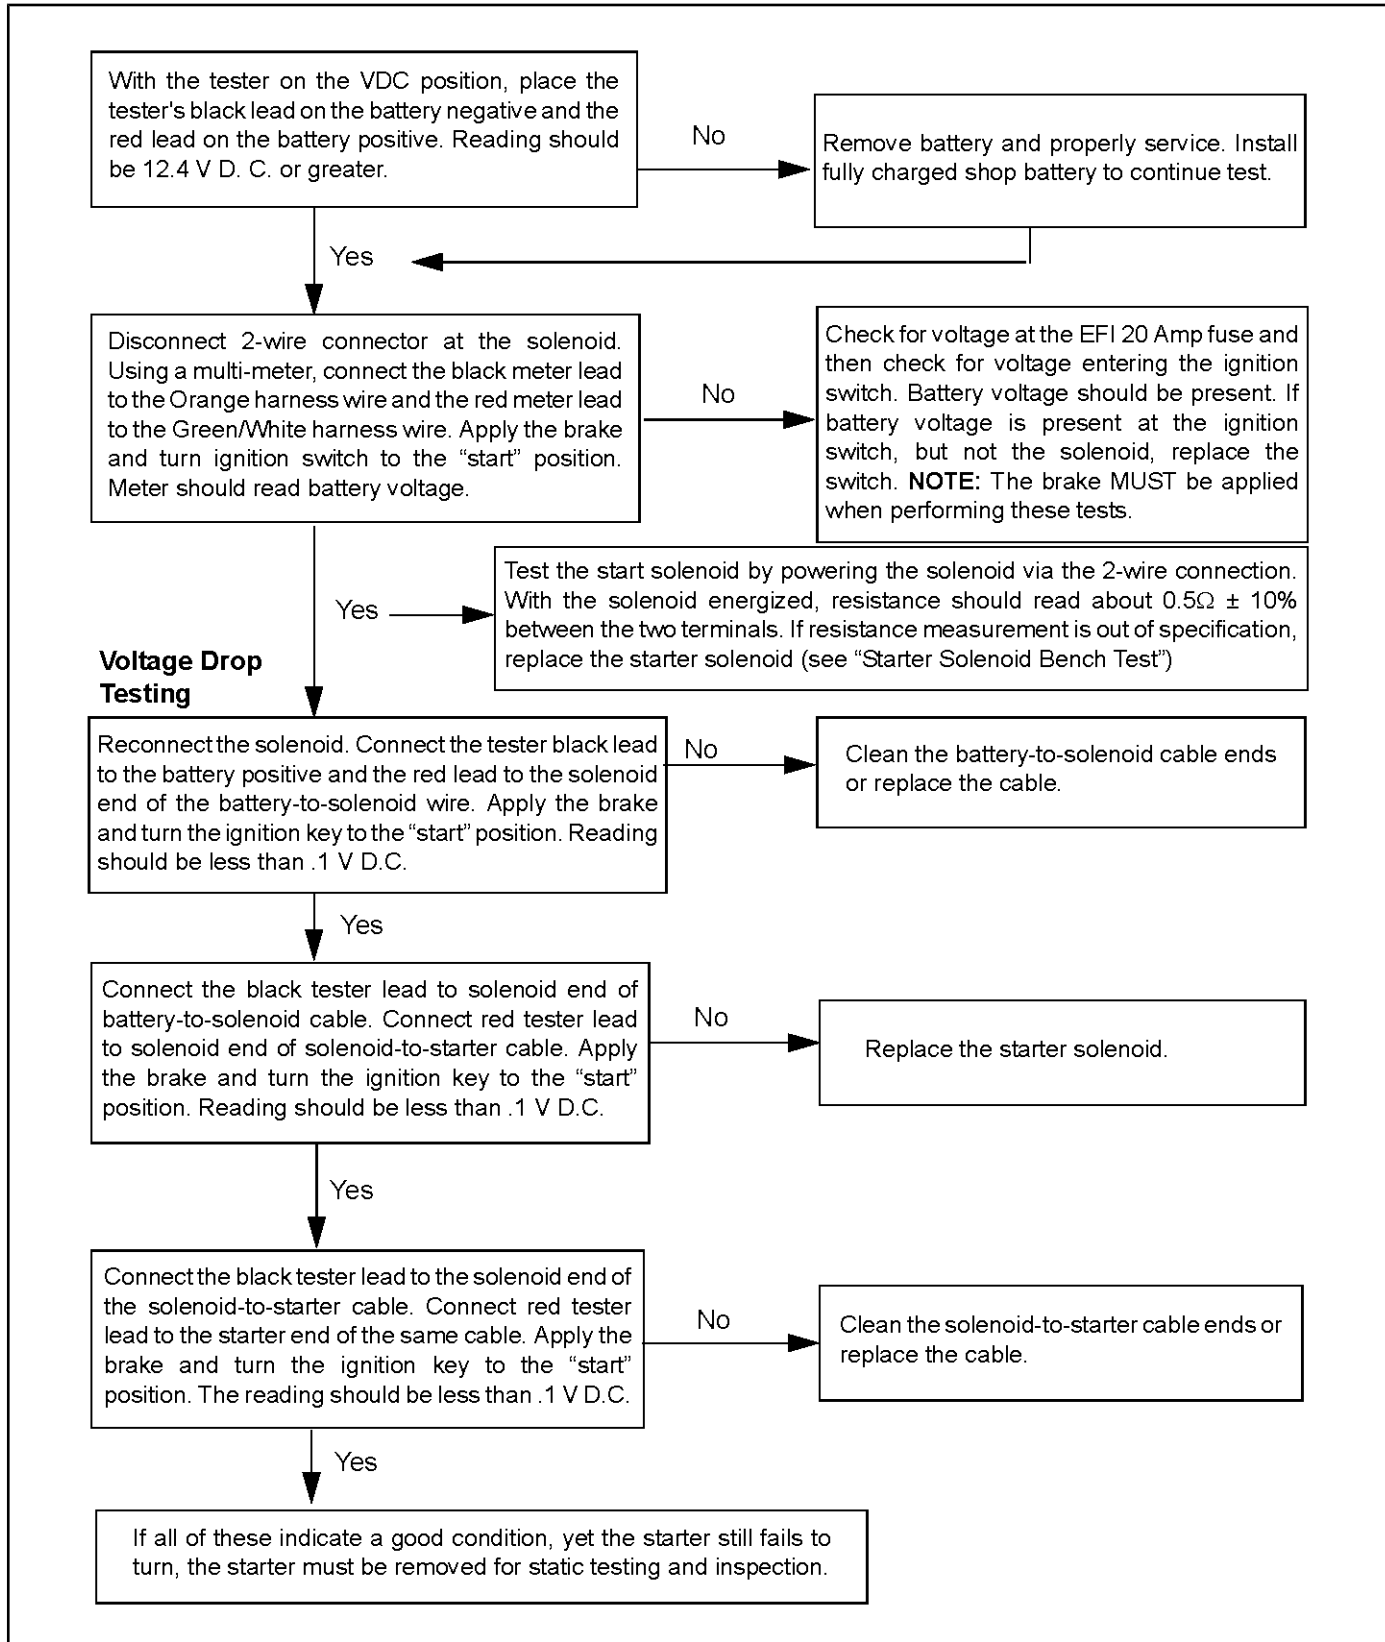 With the tester on the VDC position, place the
tester's black lead on the battery negative and the
red lead on the battery positive. Reading should
be 12.4 V D. C. or greater.
No
Remove battery and properly service. Install
fully charged shop battery to continue test.
Yes
Disconnect 2-wire connector at the solenoid.
Using a multi-meter, connect the black meter lead
to the Orange harness wire and the red meter lead
to the Green/White harness wire. Apply the brake
and turn ignition switch to the “start” position.
Meter should read battery voltage.
No
Check for voltage at the EFI 20 Amp fuse and
then check for voltage entering the ignition
switch. Battery voltage should be present. If
battery voltage is present at the ignition
switch, but not the solenoid, replace the
switch. NOTE: The brake MUST be applied
when performing these tests.
Yes
Test the start solenoid by powering the solenoid via the 2-wire connection.
With the solenoid energized, resistance should read about 0.5Ω ± 10%
between the two terminals. If resistance measurement is out of specification,
replace the starter solenoid (see “Starter Solenoid Bench Test”)
Voltage Drop
Testing
Reconnect the solenoid. Connect the tester black lead
to the battery positive and the red lead to the solenoid
end of the battery-to-solenoid wire. Apply the brake
and turn the ignition key to the “start” position. Reading
should be less than .1 V D.C.
No
Clean the battery-to-solenoid cable ends
or replace the cable.
Yes
Connect the black tester lead to solenoid end of
battery-to-solenoid cable. Connect red tester lead
to solenoid end of solenoid-to-starter cable. Apply
the brake and turn the ignition key to the “start”
position. Reading should be less than .1 V D.C.
No
Replace the starter solenoid.
Yes
Connect the black tester lead to the solenoid end of
the solenoid-to-starter cable. Connect red tester
lead to the starter end of the same cable. Apply the
brake and turn the ignition key to the “start”
position. The reading should be less than .1 V D.C.
No
Clean the solenoid-to-starter cable ends or
replace the cable.
Yes
If all of these indicate a good condition, yet the starter still fails to
turn, the starter must be removed for static testing and inspection.